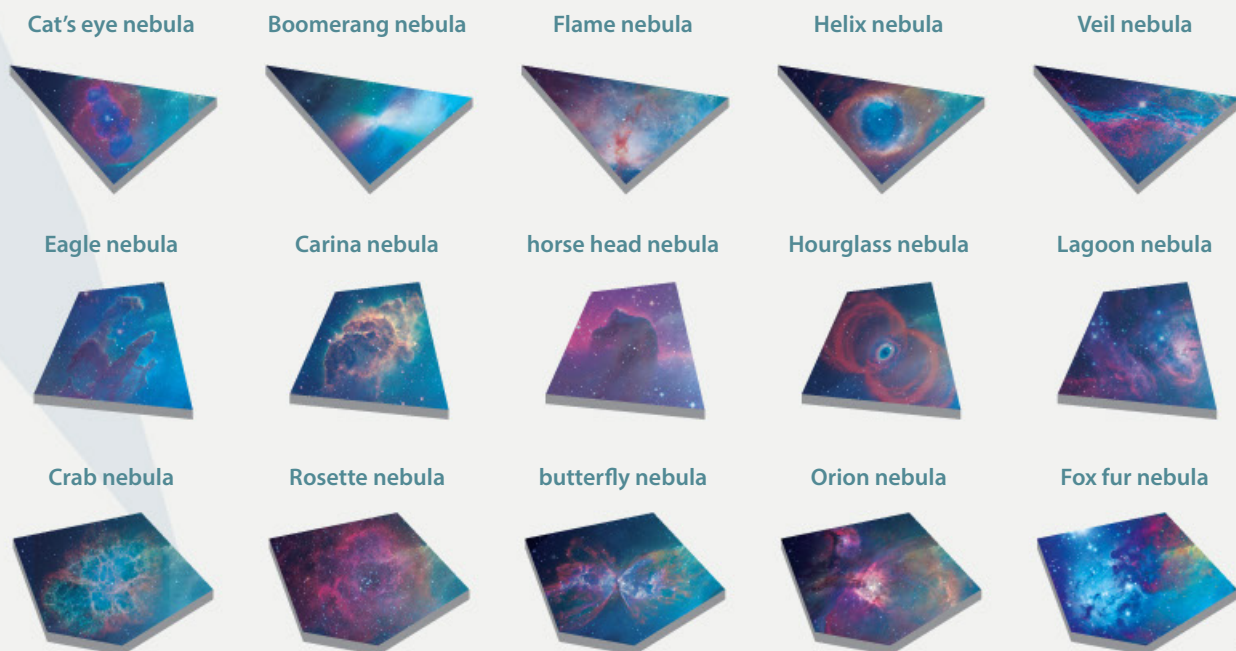 Cat's eye nebula
Boomerang nebula
Flame nebula
Helix nebula
Veil nebula
Eagle nebula
Carina nebula
horse head nebula
Hourglass nebula
Lagoon nebula
Crab nebula
Rosette nebula
butterfly nebula
Orion nebula
Fox fur nebula